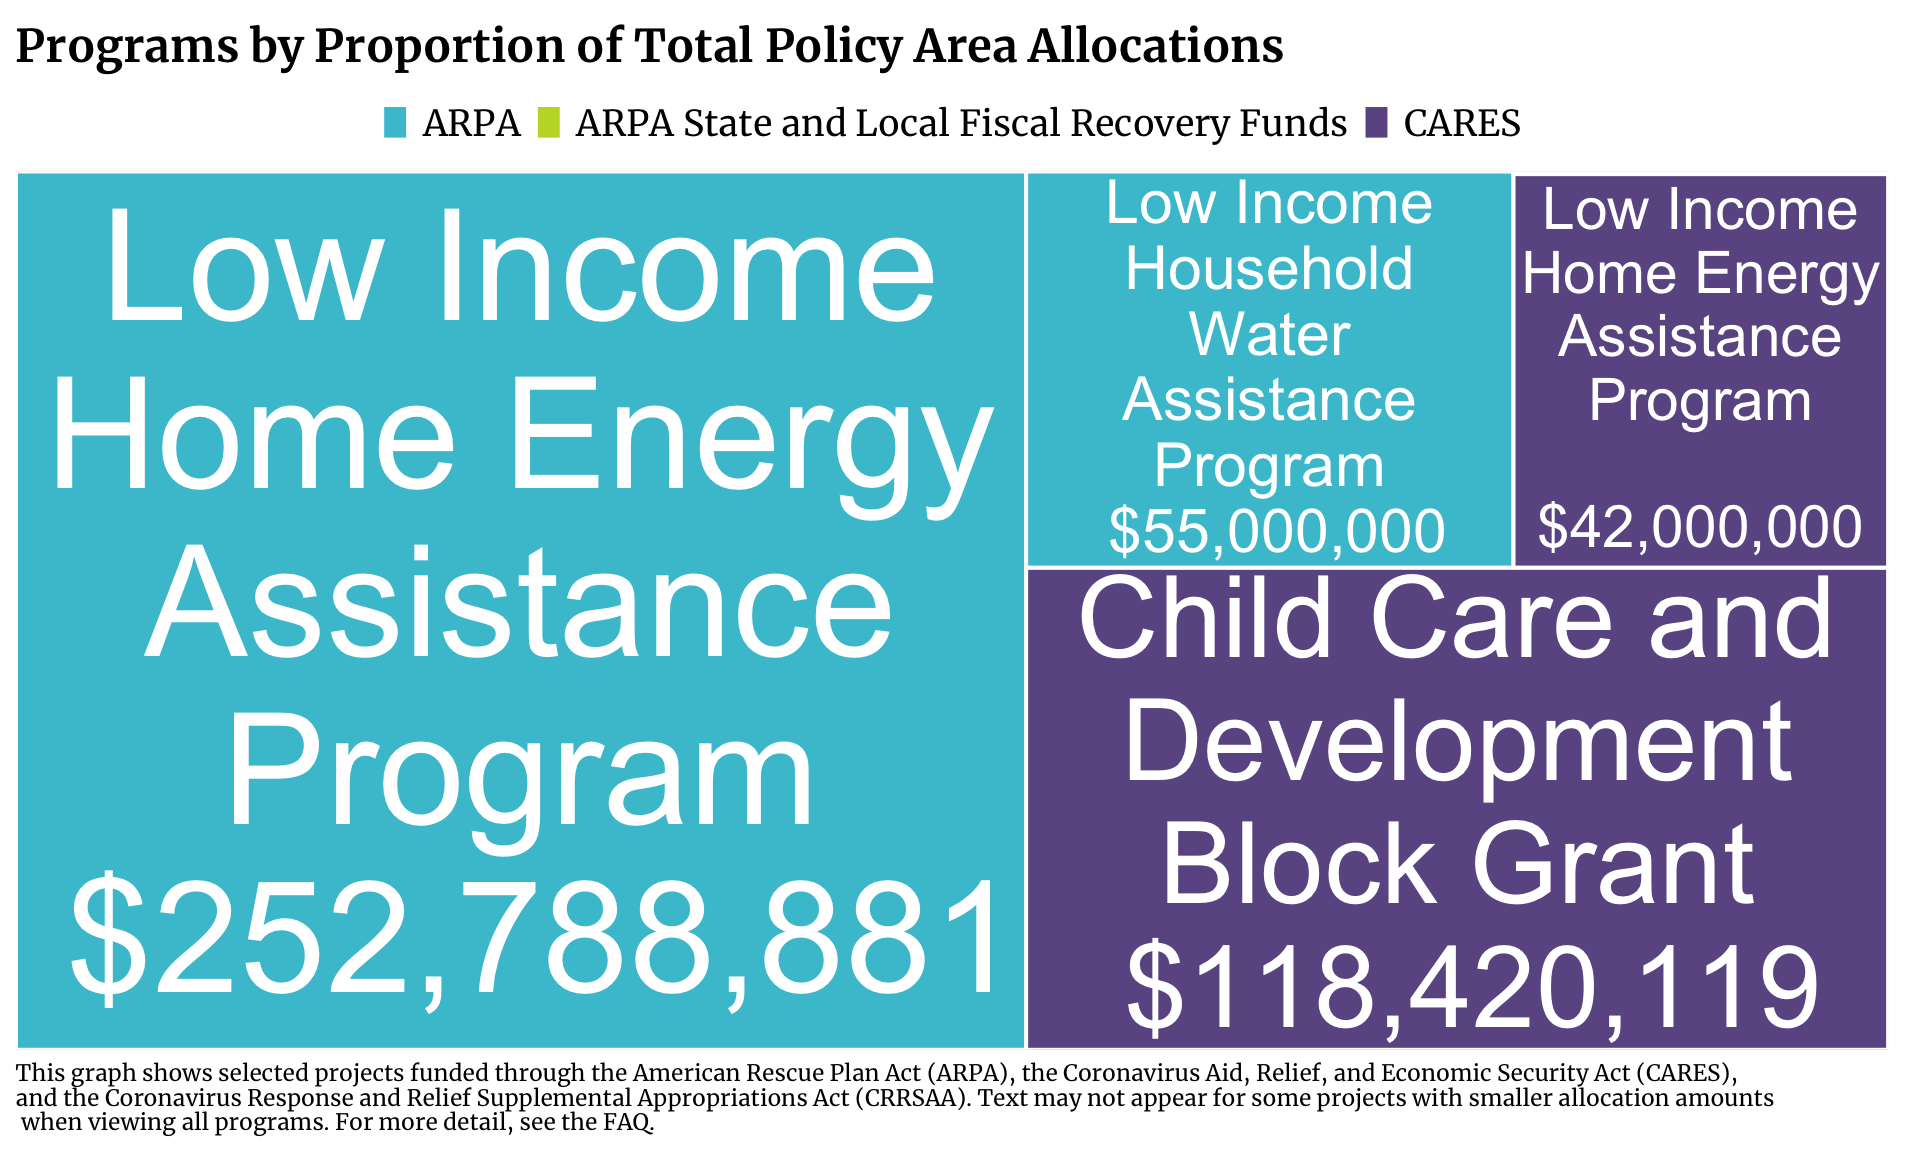 Programs by Proportion of Total Policy Area Allocations
ARPA ARPA State and Local Fiscal Recovery Funds CARES
Low Income
Home Energy
Assistance
Program
$252,788,881
Low Income
Household
Water
Assistance
Program
$55,000,000
Low Income
Home Energy
Assistance
Program
$42,000,000
Child Care and
Development
Block Grant
$118,420,119
This graph shows selected projects funded through the American Rescue Plan Act (ARPA), the Coronavirus Aid, Relief, and Economic Security Act (CARES),
and the Coronavirus Response and Relief Supplemental Appropriations Act (CRRSAA). Text may not appear for some projects with smaller allocation amounts
when viewing all programs. For more detail, see the FAQ.